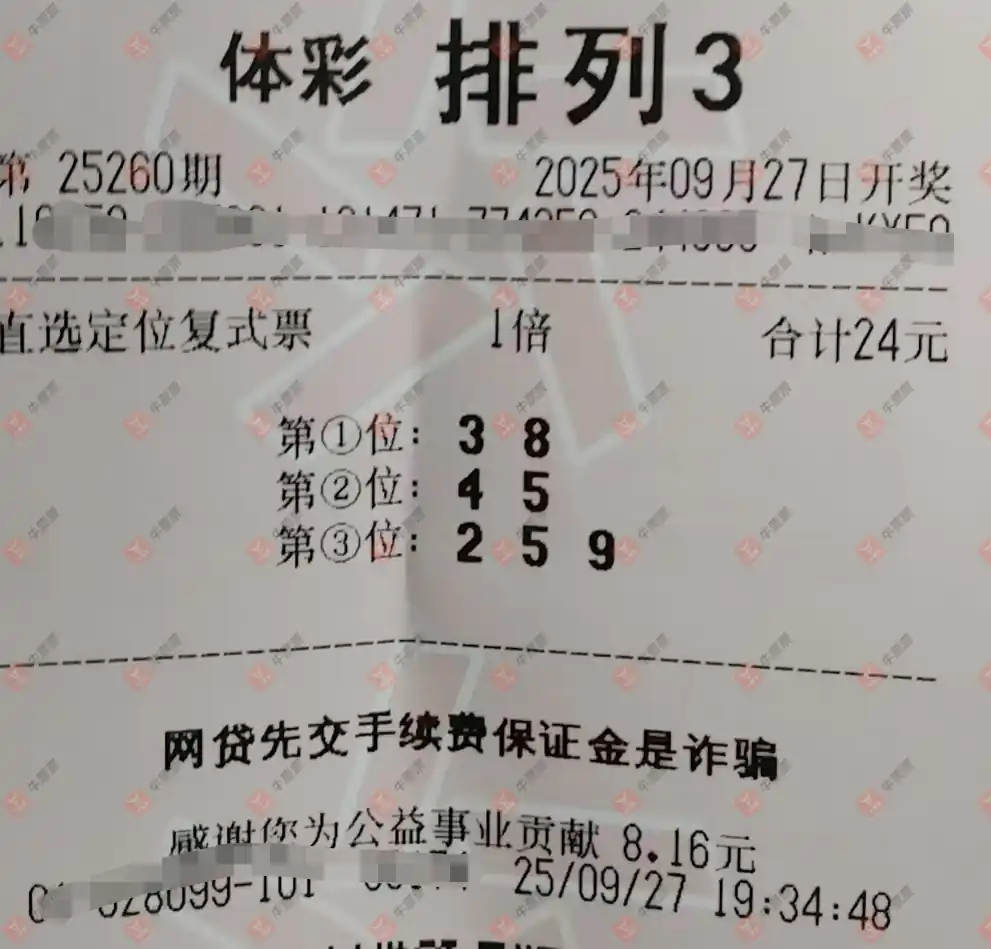 体彩 排列3
第 25260期 2025年09月27日开奖
直选定位复式票 1倍 合计24元
第①位: 3 8
第②位: 4 5
第③位: 2 5 9
网贷先交手续费保证金是诈骗
感谢你为公益事业贡献 8.16元
25/09/27 19:34:48